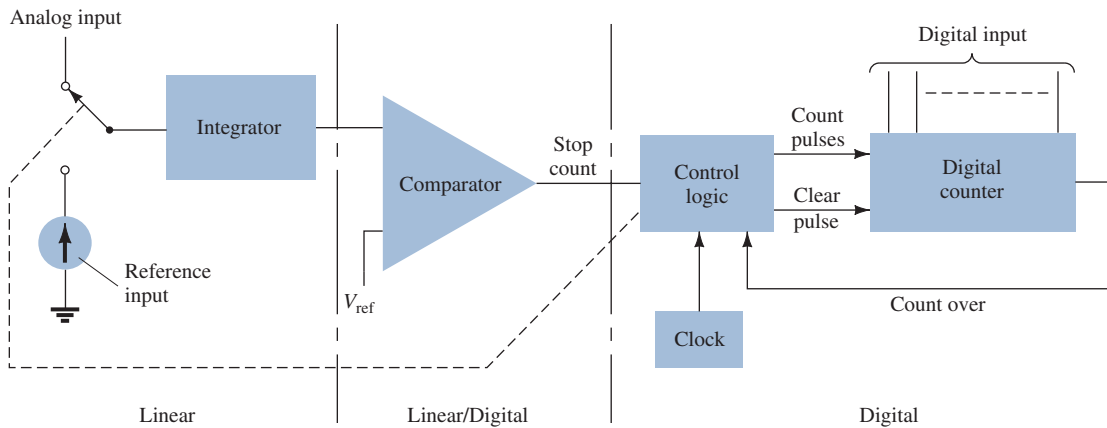 Analog input
Integrator
Reference
input
Comparator
V_ref
Stop
count
Control
logic
Clock
Count
pulses
Clear
pulse
Digital input
Digital
counter
Count over
Linear
Linear/Digital
Digital